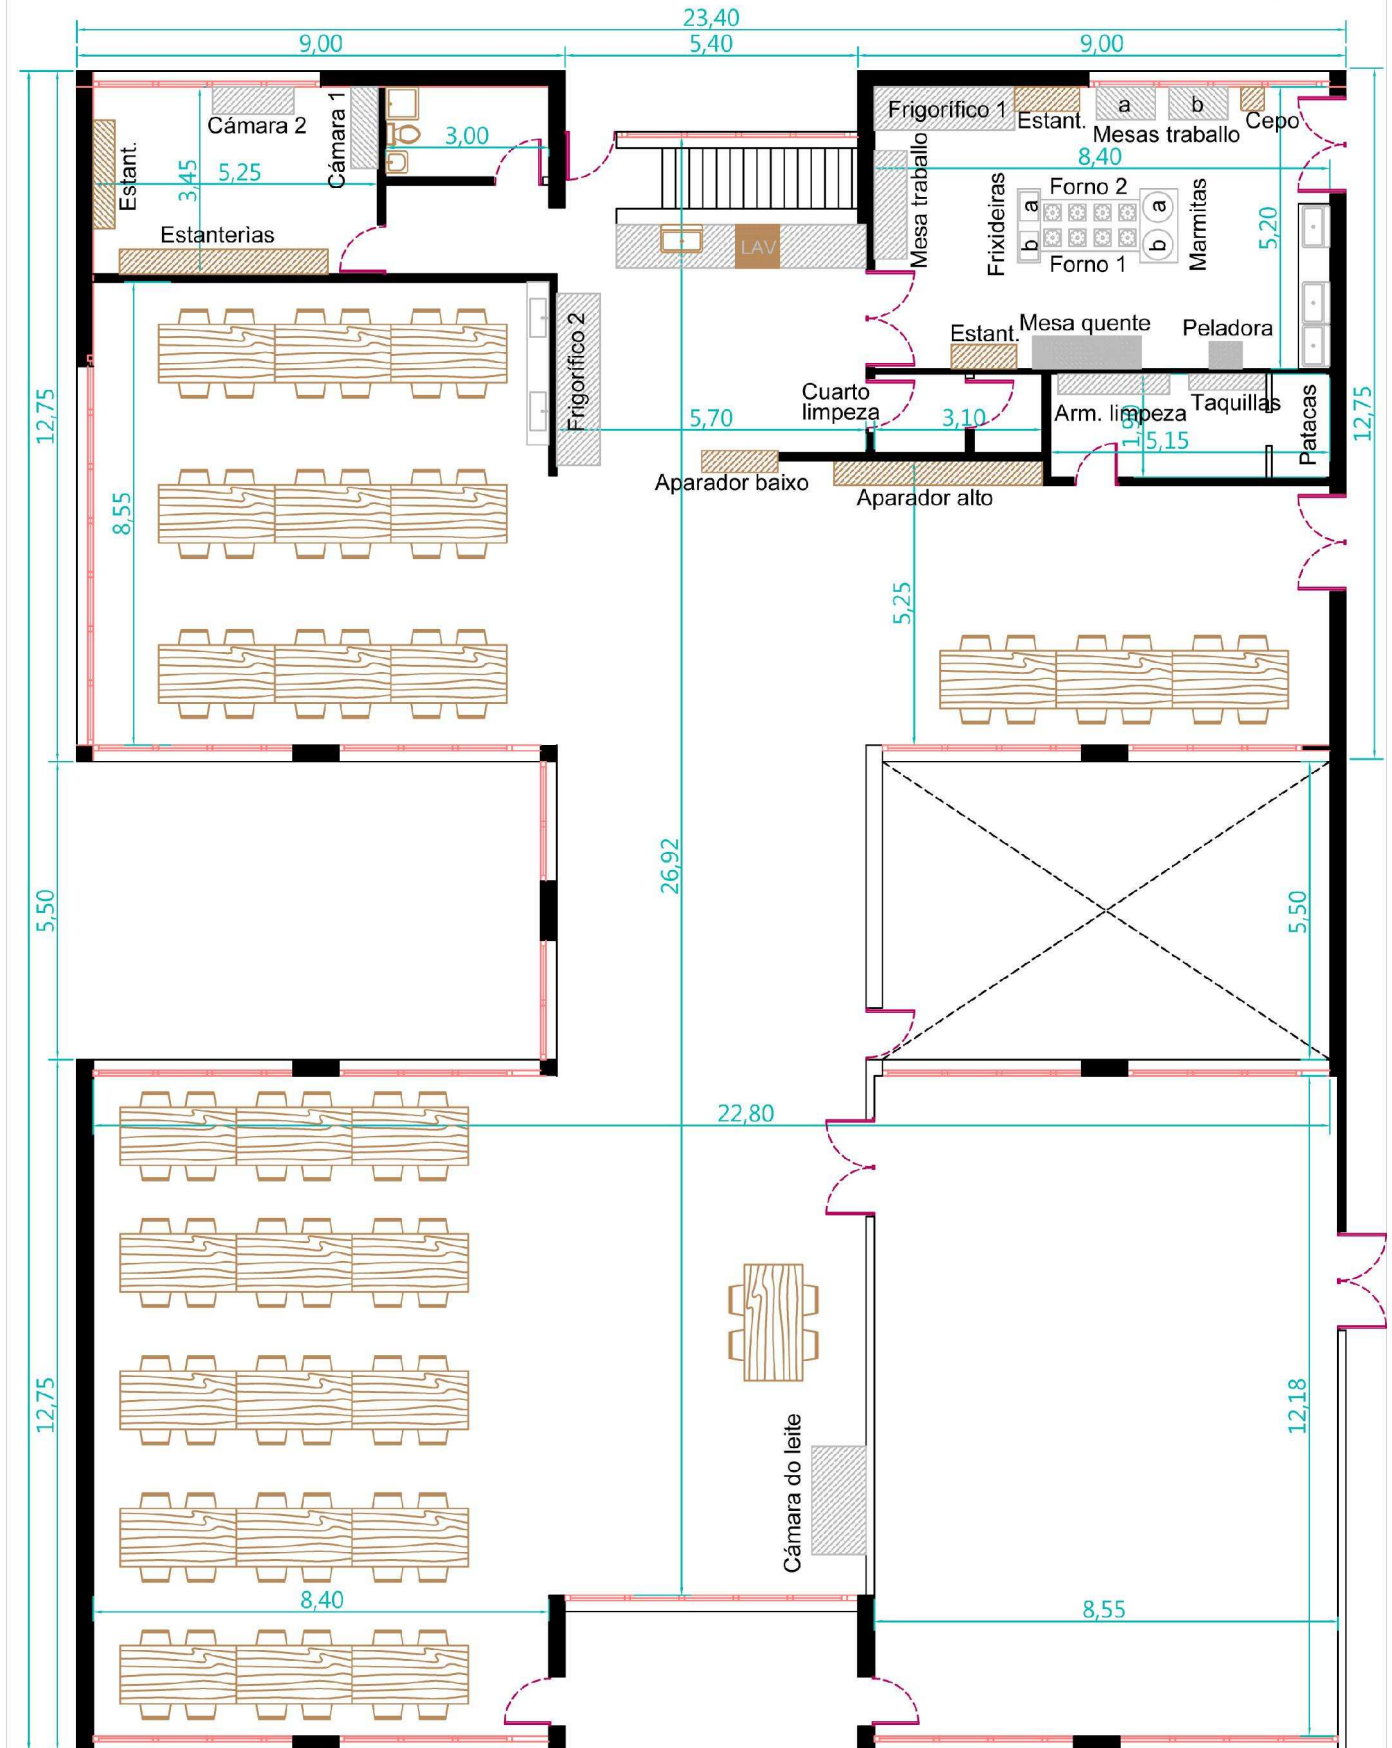 23,40
9,00
5,40
9,00
Cámara 2
Cámara 1
Estant.
3,45
5,25
Estanterìas
3,00
LAV
Frigorífico 1
Estant.
a
b
Mesas traballo
Cepo
8,40
Mesa traballo
Frixideiras
a
b
Forno 2
Forno 1
a
b
Marmitas
5,20
Estant.
Mesa quente
Peladora
Frigorífico 2
12,75
8,55
5,70
Cuarto
limpeza
3,10
Arm. limpeza
1,90
5,15
Taquillas
Patacas
12,75
Aparador baixo
Aparador alto
5,25
5,50
26,92
5,50
22,80
12,75
Cámara do leite
12,18
8,40
8,55